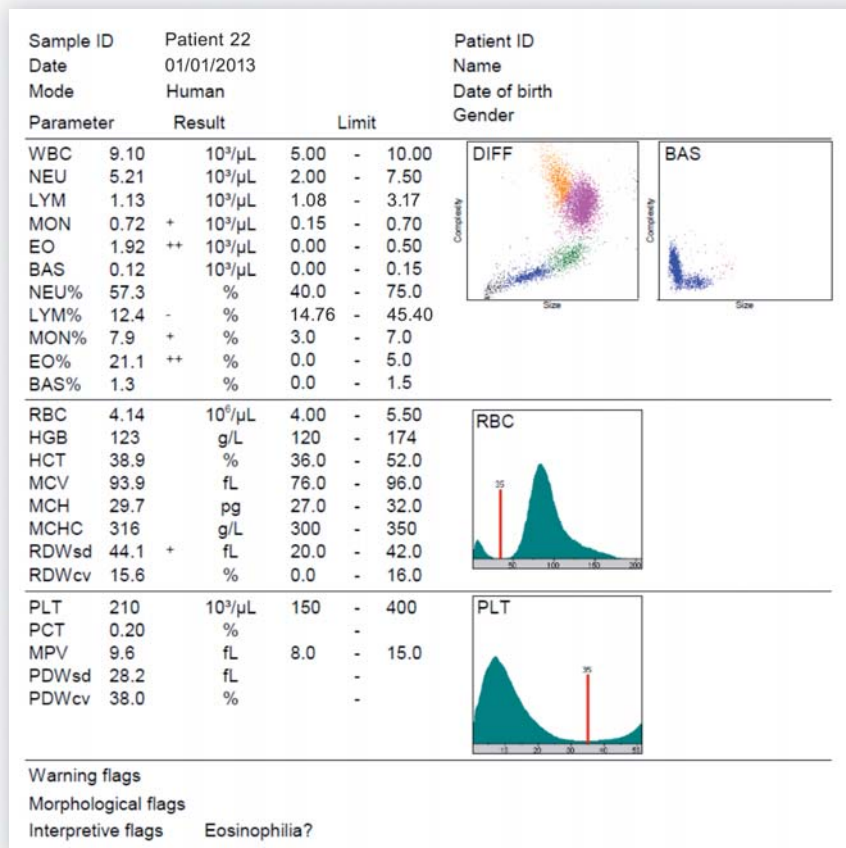 Sample ID Patient 22 Patient ID
Date 01/01/2013 Name
Mode Human Date of birth
Gender
Parameter Result Limit
WBC 9.10 10³/µL 5.00 - 10.00
NEU 5.21 10³/µL 2.00 - 7.50
LYM 1.13 10³/µL 1.08 - 3.17
MON 0.72 + 10³/µL 0.15 - 0.70
EO 1.92 ++ 10³/µL 0.00 - 0.50
BAS 0.12 10³/µL 0.00 - 0.15
NEU% 57.3 % 40.0 - 75.0
LYM% 12.4 - % 14.76 - 45.40
MON% 7.9 + % 3.0 - 7.0
EO% 21.1 ++ % 0.0 - 5.0
BAS% 1.3 % 0.0 - 1.5
DIFF
Complexity
Size
BAS
Complexity
Size
RBC 4.14 10⁶/µL 4.00 - 5.50
HGB 123 g/L 120 - 174
HCT 38.9 % 36.0 - 52.0
MCV 93.9 fL 76.0 - 96.0
MCH 29.7 pg 27.0 - 32.0
MCHC 316 g/L 300 - 350
RDWsd 44.1 + fL 20.0 - 42.0
RDWcv 15.6 % 0.0 - 16.0
RBC
35
50 100 150 200
PLT 210 10³/µL 150 - 400
PCT 0.20 % -
MPV 9.6 fL 8.0 - 15.0
PDWsd 28.2 fL -
PDWcv 38.0 % -
PLT
35
10 20 30 40 50
Warning flags
Morphological flags
Interpretive flags Eosinophilia?